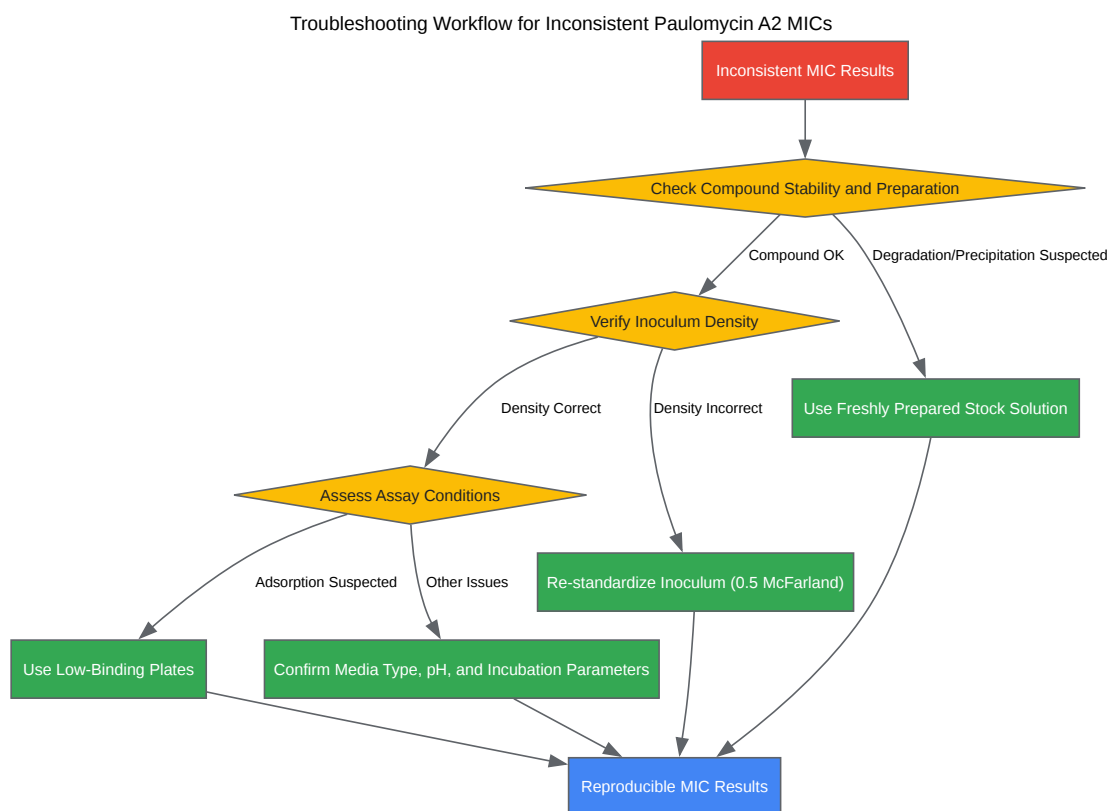 Troubleshooting Workflow for Inconsistent Paulomycin A2 MICs
Inconsistent MIC Results
Check Compound Stability and Preparation
Compound OK
Degradation/Precipitation Suspected
Verify Inoculum Density
Use Freshly Prepared Stock Solution
Density Correct
Density Incorrect
Assess Assay Conditions
Adsorption Suspected
Other Issues
Re-standardize Inoculum (0.5 McFarland)
Use Low-Binding Plates
Confirm Media Type, pH, and Incubation Parameters
Reproducible MIC Results